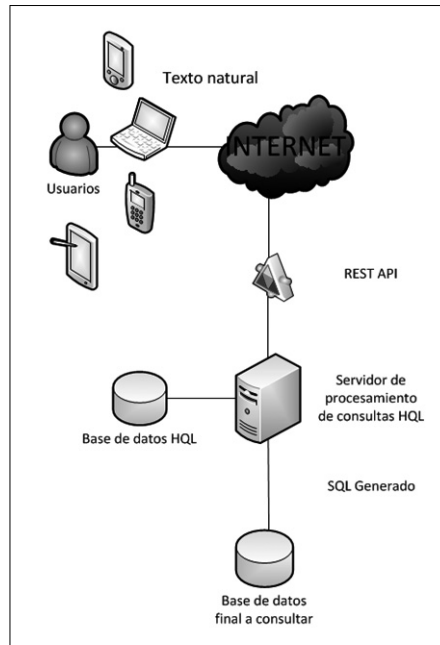 Texto natural
INTERNET
Usuarios
REST API
Servidor de
procesamiento
de consultas HQL
Base de datos HQL
SQL Generado
Base de datos
final a consultar